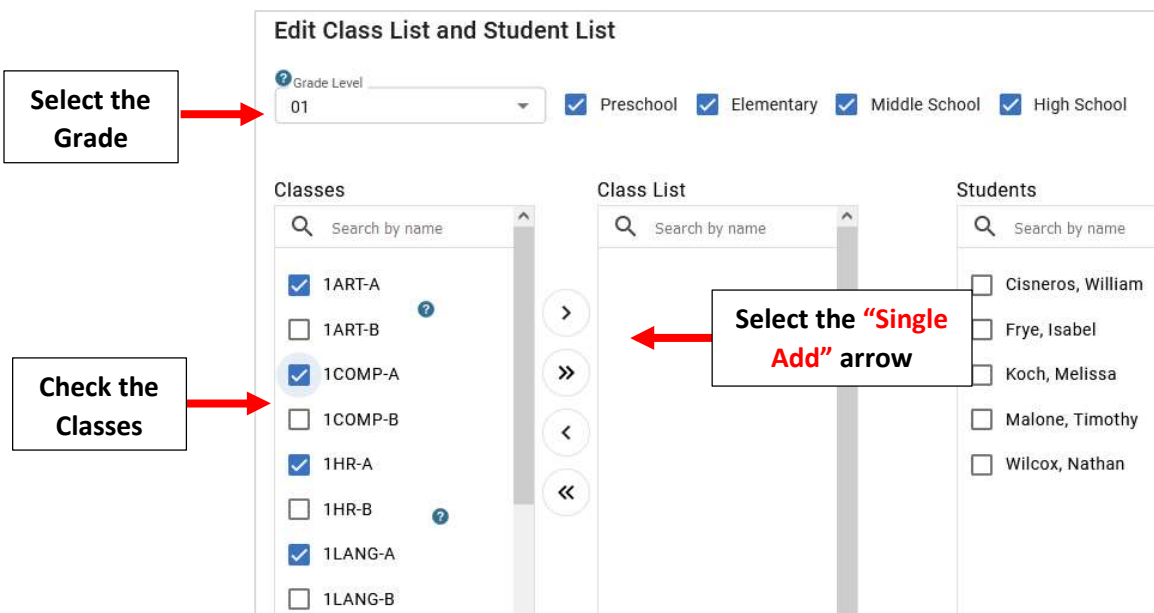 Edit Class List and Student List
Select the
Grade
Grade Level
01
Preschool
Elementary
Middle School
High School
Classes
Class List
Students
Search by name
Search by name
Search by name
Check the
Classes
1ART-A
1ART-B
1COMP-A
1COMP-B
1HR-A
1HR-B
1LANG-A
1LANG-B
Select the “Single
Add” arrow
Cisneros, William
Frye, Isabel
Koch, Melissa
Malone, Timothy
Wilcox, Nathan